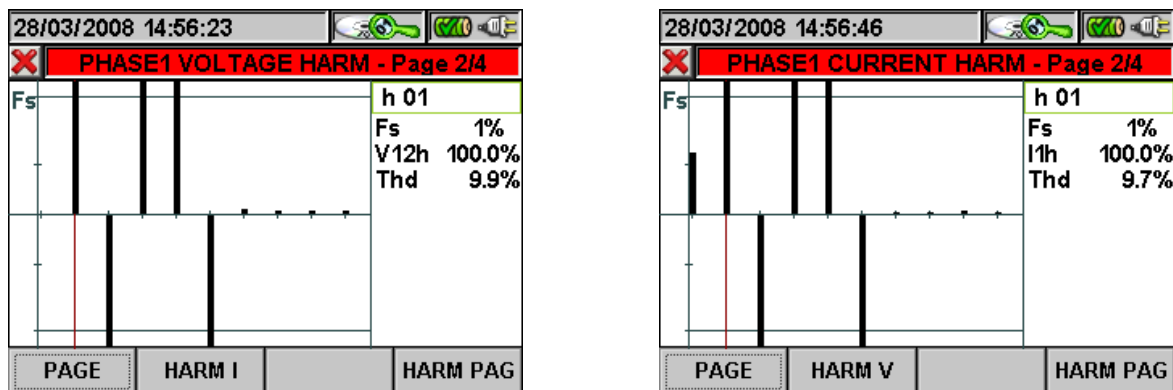 28/03/2008 14:56:23
PHASE1 VOLTAGE HARM - Page 2/4
Fs
h 01
Fs 1%
V12h 100.0%
Thd 9.9%
PAGE HARM I HARM PAG
28/03/2008 14:56:46
PHASE1 CURRENT HARM - Page 2/4
Fs
h 01
Fs 1%
I1h 100.0%
Thd 9.7%
PAGE HARM V HARM PAG